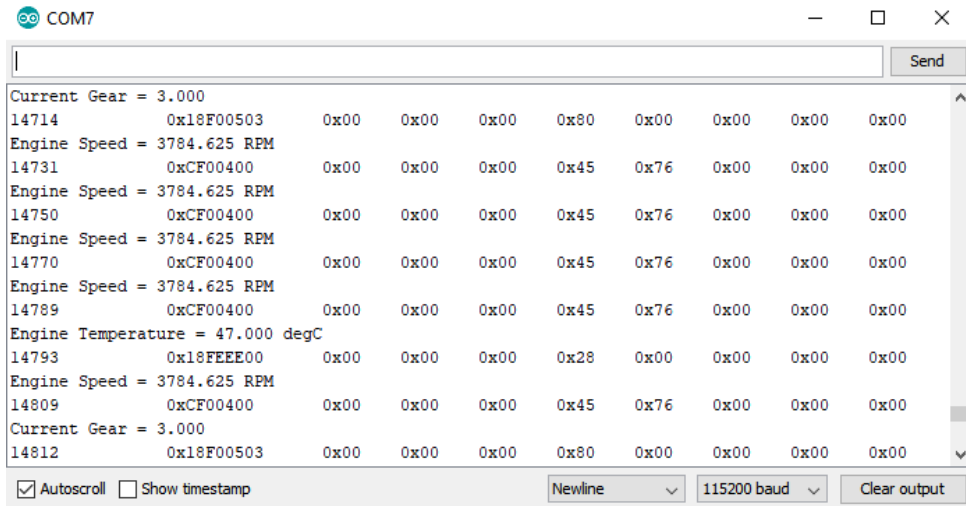 COM7
Send
Current Gear = 3.000
14714 0x18F00503 0x00 0x00 0x00 0x80 0x00 0x00 0x00 0x00
Engine Speed = 3784.625 RPM
14731 0xCF00400 0x00 0x00 0x00 0x45 0x76 0x00 0x00 0x00
Engine Speed = 3784.625 RPM
14750 0xCF00400 0x00 0x00 0x00 0x45 0x76 0x00 0x00 0x00
Engine Speed = 3784.625 RPM
14770 0xCF00400 0x00 0x00 0x00 0x45 0x76 0x00 0x00 0x00
Engine Speed = 3784.625 RPM
14789 0xCF00400 0x00 0x00 0x00 0x45 0x76 0x00 0x00 0x00
Engine Temperature = 47.000 degC
14793 0x18FEEE00 0x00 0x00 0x00 0x28 0x00 0x00 0x00 0x00
Engine Speed = 3784.625 RPM
14809 0xCF00400 0x00 0x00 0x00 0x45 0x76 0x00 0x00 0x00
Current Gear = 3.000
14812 0x18F00503 0x00 0x00 0x00 0x80 0x00 0x00 0x00 0x00
Autoscroll Show timestamp Newline 115200 baud Clear output